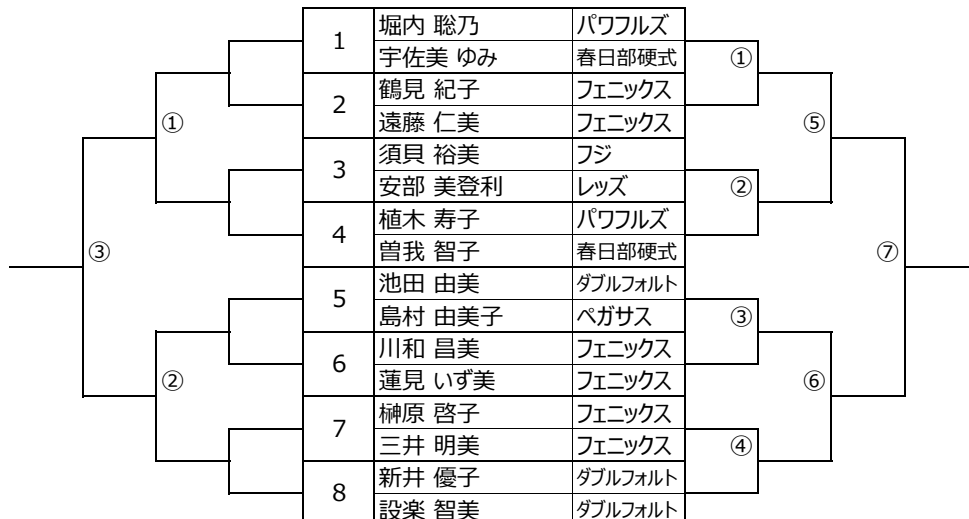 1 堀内 聡乃 パワフルズ
宇佐美 ゆみ 春日部硬式 ①
2 鶴見 紀子 フェニックス
① 遠藤 仁美 フェニックス ⑤
3 須貝 裕美 フジ
安部 美登利 レッズ ②
4 植木 寿子 パワフルズ
③ 曽我 智子 春日部硬式 ⑦
5 池田 由美 ダブルフォルト
島村 由美子 ペガサス ③
6 川和 昌美 フェニックス
② 蓮見 いず美 フェニックス ⑥
7 榊原 啓子 フェニックス
三井 明美 フェニックス ④
8 新井 優子 ダブルフォルト
設楽 智美 ダブルフォルト